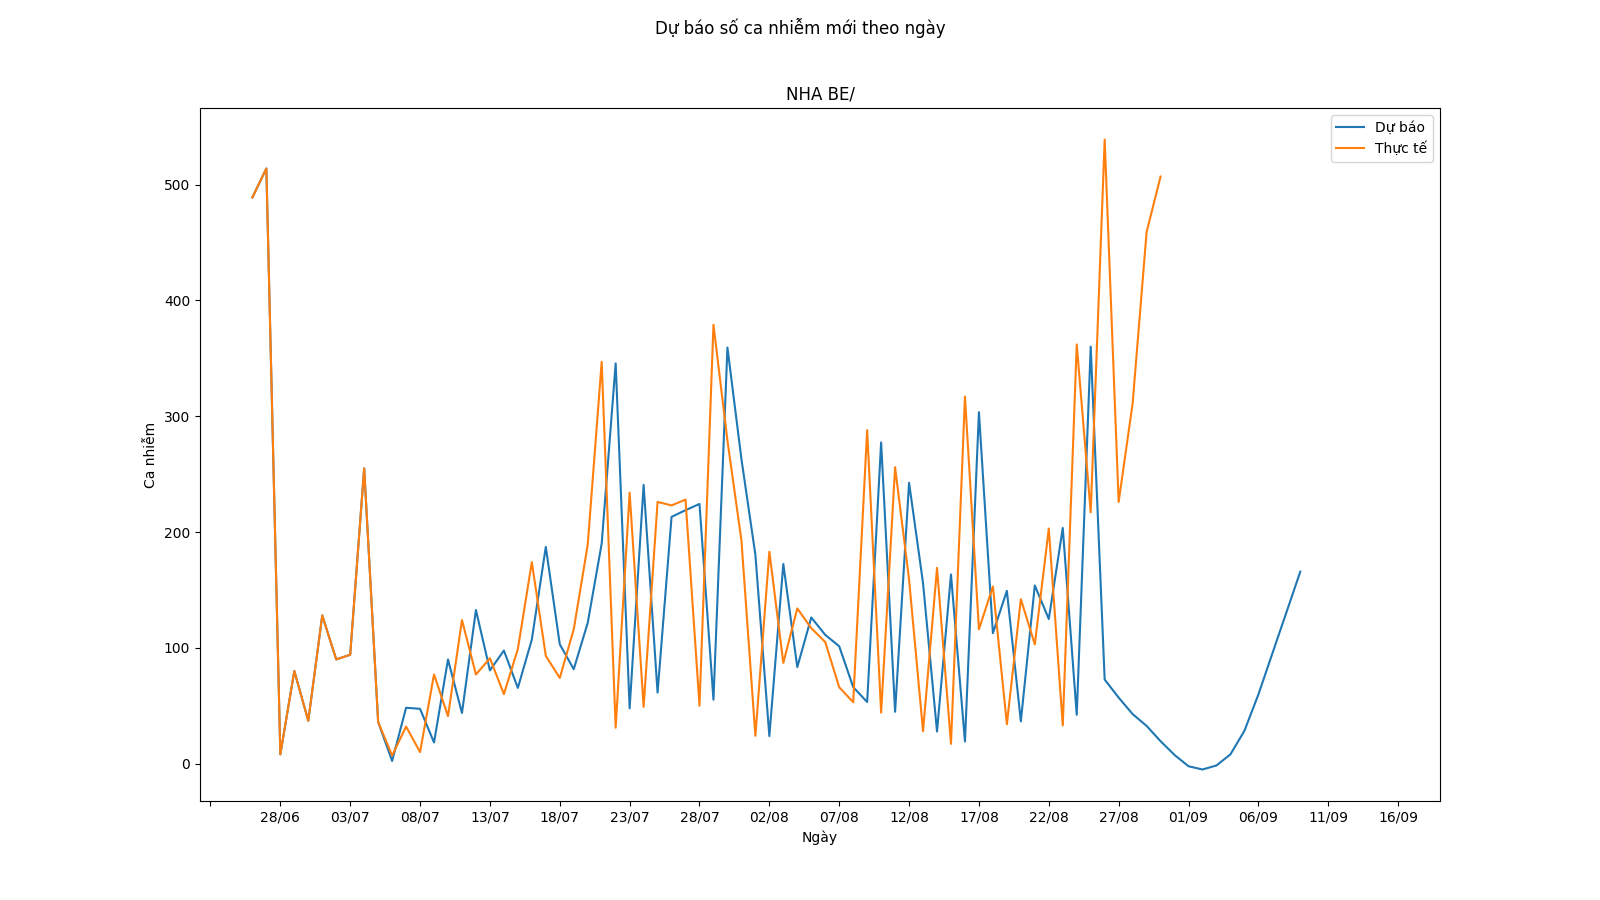 Dự báo số ca nhiễm mới theo ngày
NHA BE/
Dự báo
Thực tế
Ca nhiễm
500
400
300
200
100
0
28/06 03/07 08/07 13/07 18/07 23/07 28/07 02/08 07/08 12/08 17/08 22/08 27/08 01/09 06/09 11/09 16/09
Ngày